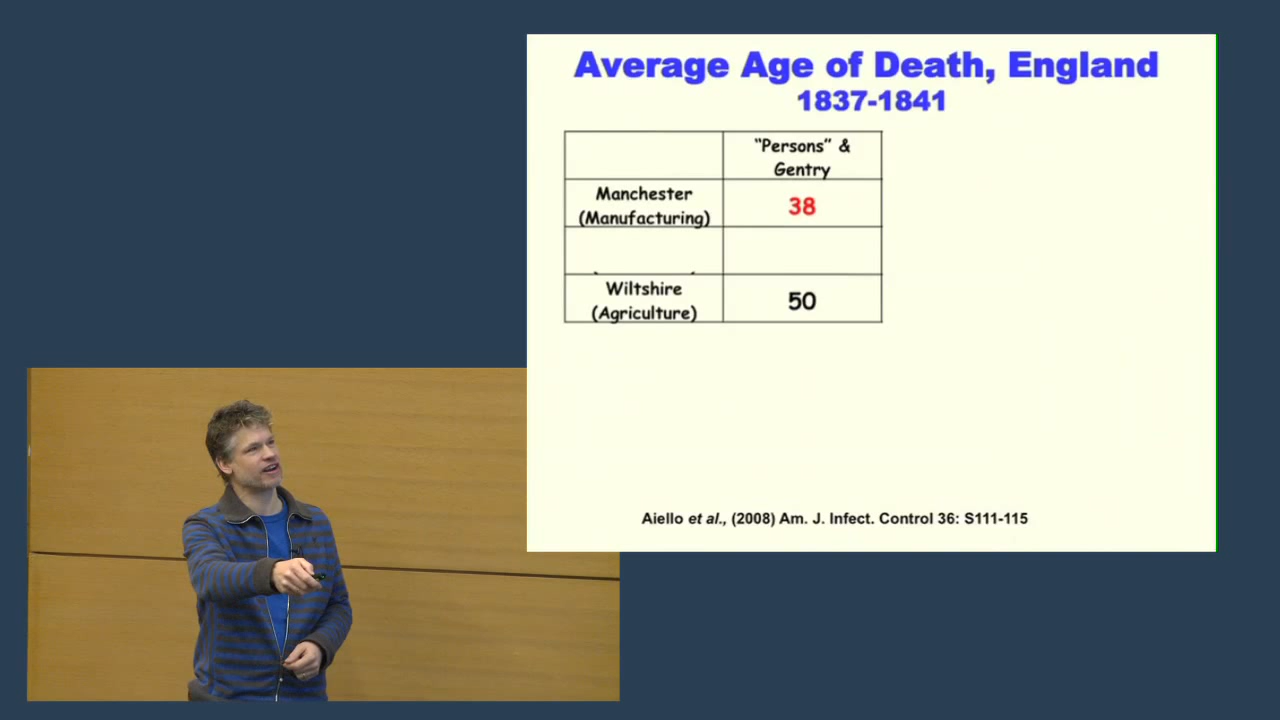 Average Age of Death, England
1837-1841
“Persons” &
Gentry
Manchester
(Manufacturing)
38
Wiltshire
(Agriculture)
50
Aiello et al., (2008) Am. J. Infect. Control 36: S111-115